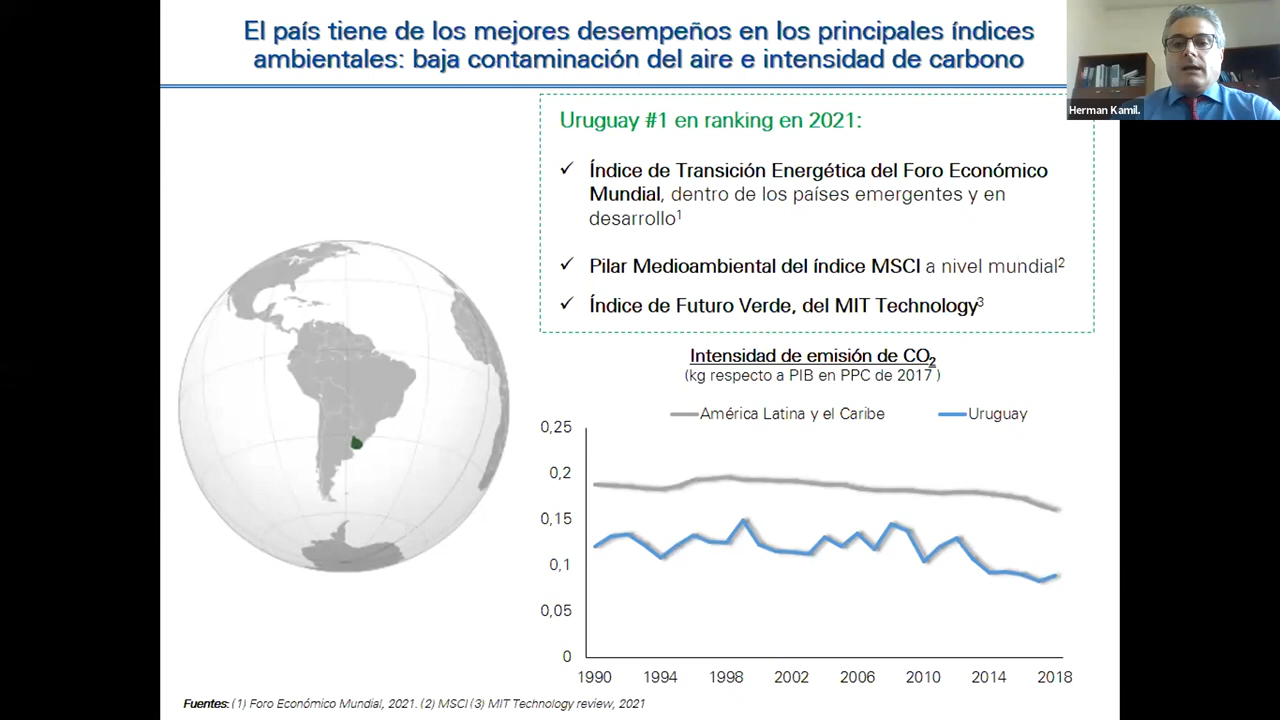 El país tiene de los mejores desempeños en los principales índices
ambientales: baja contaminación del aire e intensidad de carbono
Herman Kamil.
Uruguay #1 en ranking en 2021:
✓ Índice de Transición Energética del Foro Económico
Mundial, dentro de los países emergentes y en
desarrollo¹
✓ Pilar Medioambiental del índice MSCI a nivel mundial²
✓ Índice de Futuro Verde, del MIT Technology³
Intensidad de emisión de CO₂
(kg respecto a PIB en PPC de 2017 )
América Latina y el Caribe
Uruguay
0,25
0,2
0,15
0,1
0,05
0
1990 1994 1998 2002 2006 2010 2014 2018
Fuentes: (1) Foro Económico Mundial, 2021. (2) MSCI (3) MIT Technology review, 2021